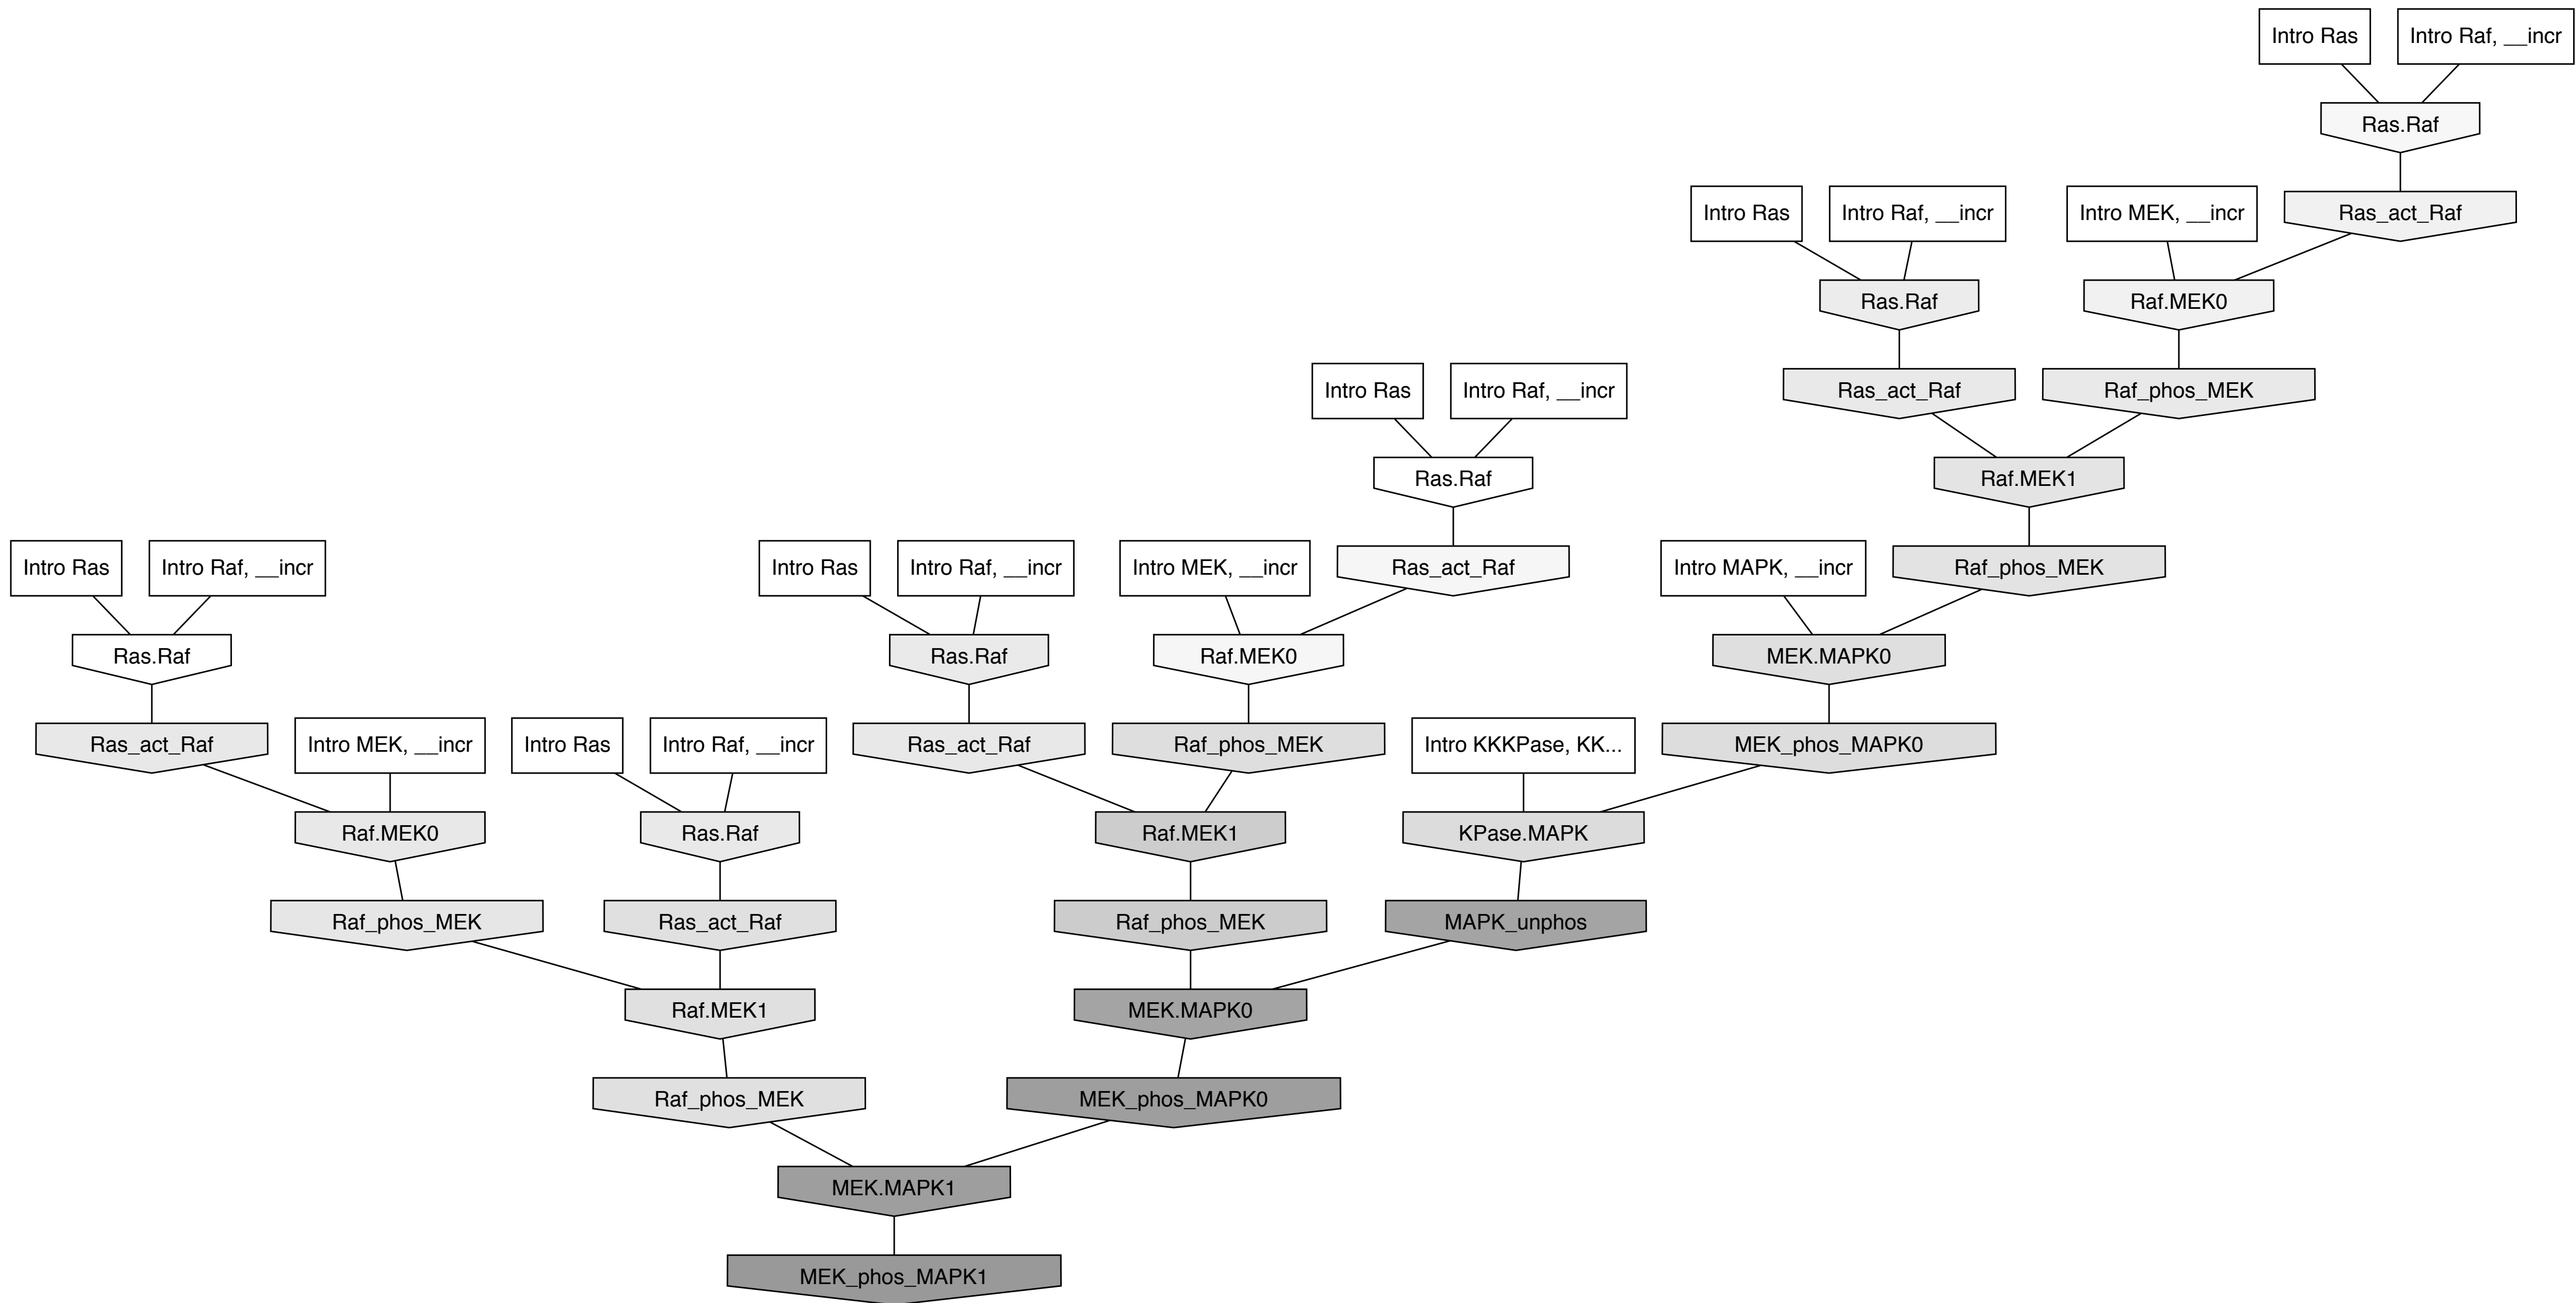 Intro Ras
Intro Raf, __incr
Ras.Raf
Intro Ras
Intro Raf, __incr
Intro MEK, __incr
Ras_act_Raf
Ras.Raf
Raf.MEK0
Intro Ras
Intro Raf, __incr
Ras_act_Raf
Raf_phos_MEK
Ras.Raf
Raf.MEK1
Intro Ras
Intro Raf, __incr
Intro Ras
Intro Raf, __incr
Intro MEK, __incr
Ras_act_Raf
Intro MAPK, __incr
Raf_phos_MEK
Ras.Raf
Ras.Raf
Raf.MEK0
MEK.MAPK0
Ras_act_Raf
Intro MEK, __incr
Intro Ras
Intro Raf, __incr
Ras_act_Raf
Raf_phos_MEK
Intro KKKPase, KK...
MEK_phos_MAPK0
Raf.MEK0
Ras.Raf
Raf.MEK1
KPase.MAPK
Raf_phos_MEK
Ras_act_Raf
Raf_phos_MEK
MAPK_unphos
Raf.MEK1
MEK.MAPK0
Raf_phos_MEK
MEK_phos_MAPK0
MEK.MAPK1
MEK_phos_MAPK1